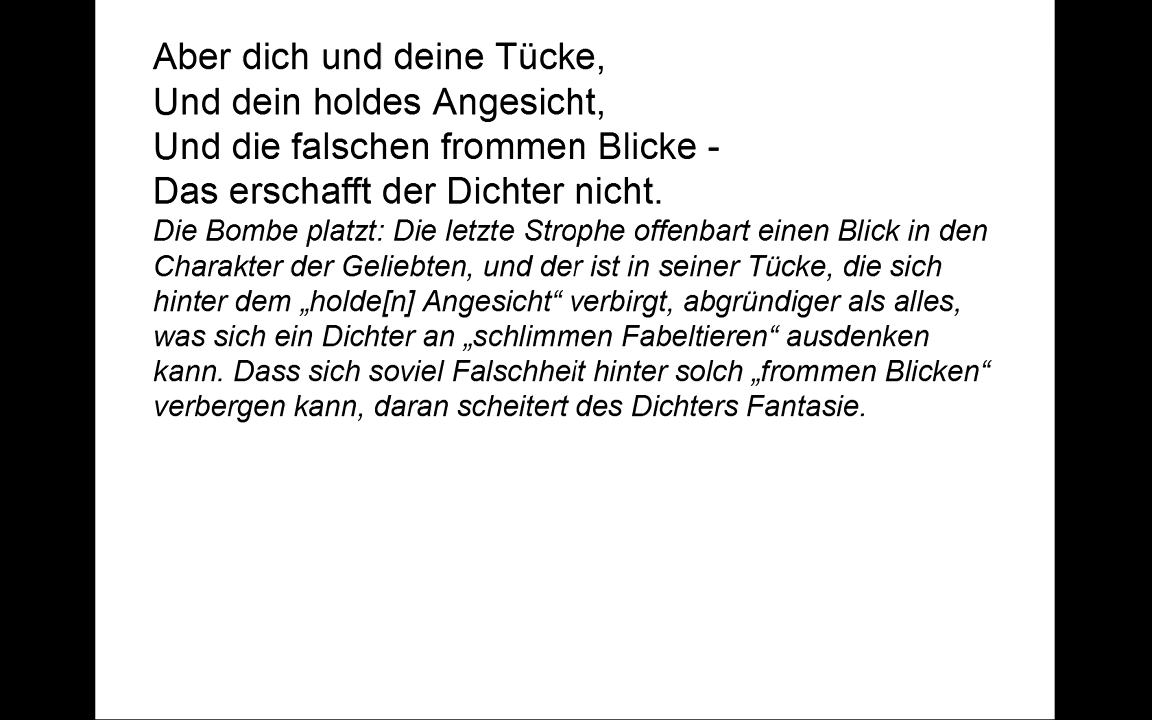 Aber dich und deine Tücke,
Und dein holdes Angesicht,
Und die falschen frommen Blicke -
Das erschafft der Dichter nicht.
Die Bombe platzt: Die letzte Strophe offenbart einen Blick in den
Charakter der Geliebten, und der ist in seiner Tücke, die sich
hinter dem „holde[n] Angesicht“ verbirgt, abgründiger als alles,
was sich ein Dichter an „schlimmen Fabeltieren“ ausdenken
kann. Dass sich soviel Falschheit hinter solch „frommen Blicken“
verbergen kann, daran scheitert des Dichters Fantasie.